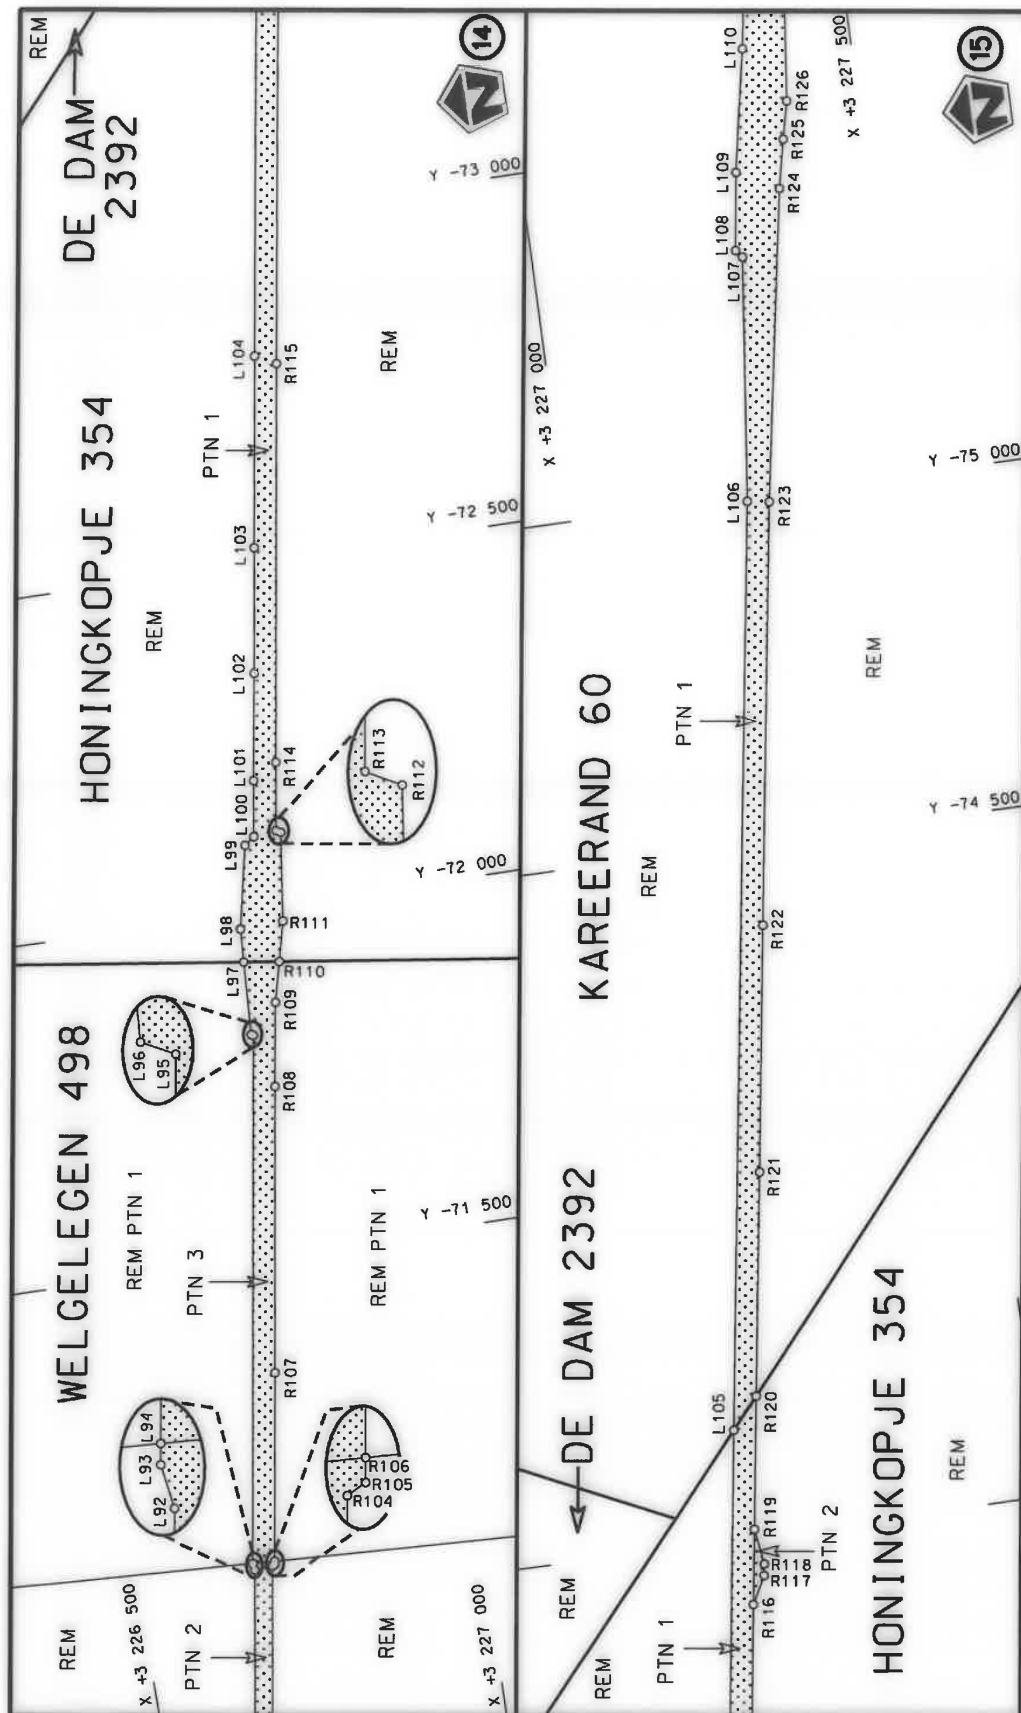 REM
DE DAM
2392
14
N
Y -73 000
HONINGKOPJE 354
REM
L104
R115
REM
PTN 1
L103
Y -72 500
L102
L101
L100
L99
R114
R113
R112
Y -72 000
L98
L97
R111
R110
R109
L96
L95
R108
WELGELEGEN 498
REM PTN 1
PTN 3
REM PTN 1
Y -71 500
R107
L94
L93
L92
R106
R105
R104
REM
X +3 226 500
PTN 2
REM
X +3 227 000
15
N
L110
R126
R125
R124
X +3 227 500
L109
L108
L107
X +3 227 000
L106
R123
Y -75 000
PTN 1
REM
KAREERAND 60
REM
Y -74 500
R122
R121
DE DAM 2392
L105
R120
R119
R118
R117
R116
PTN 2
REM
HONINGKOPJE 354
REM
REM
PTN 1